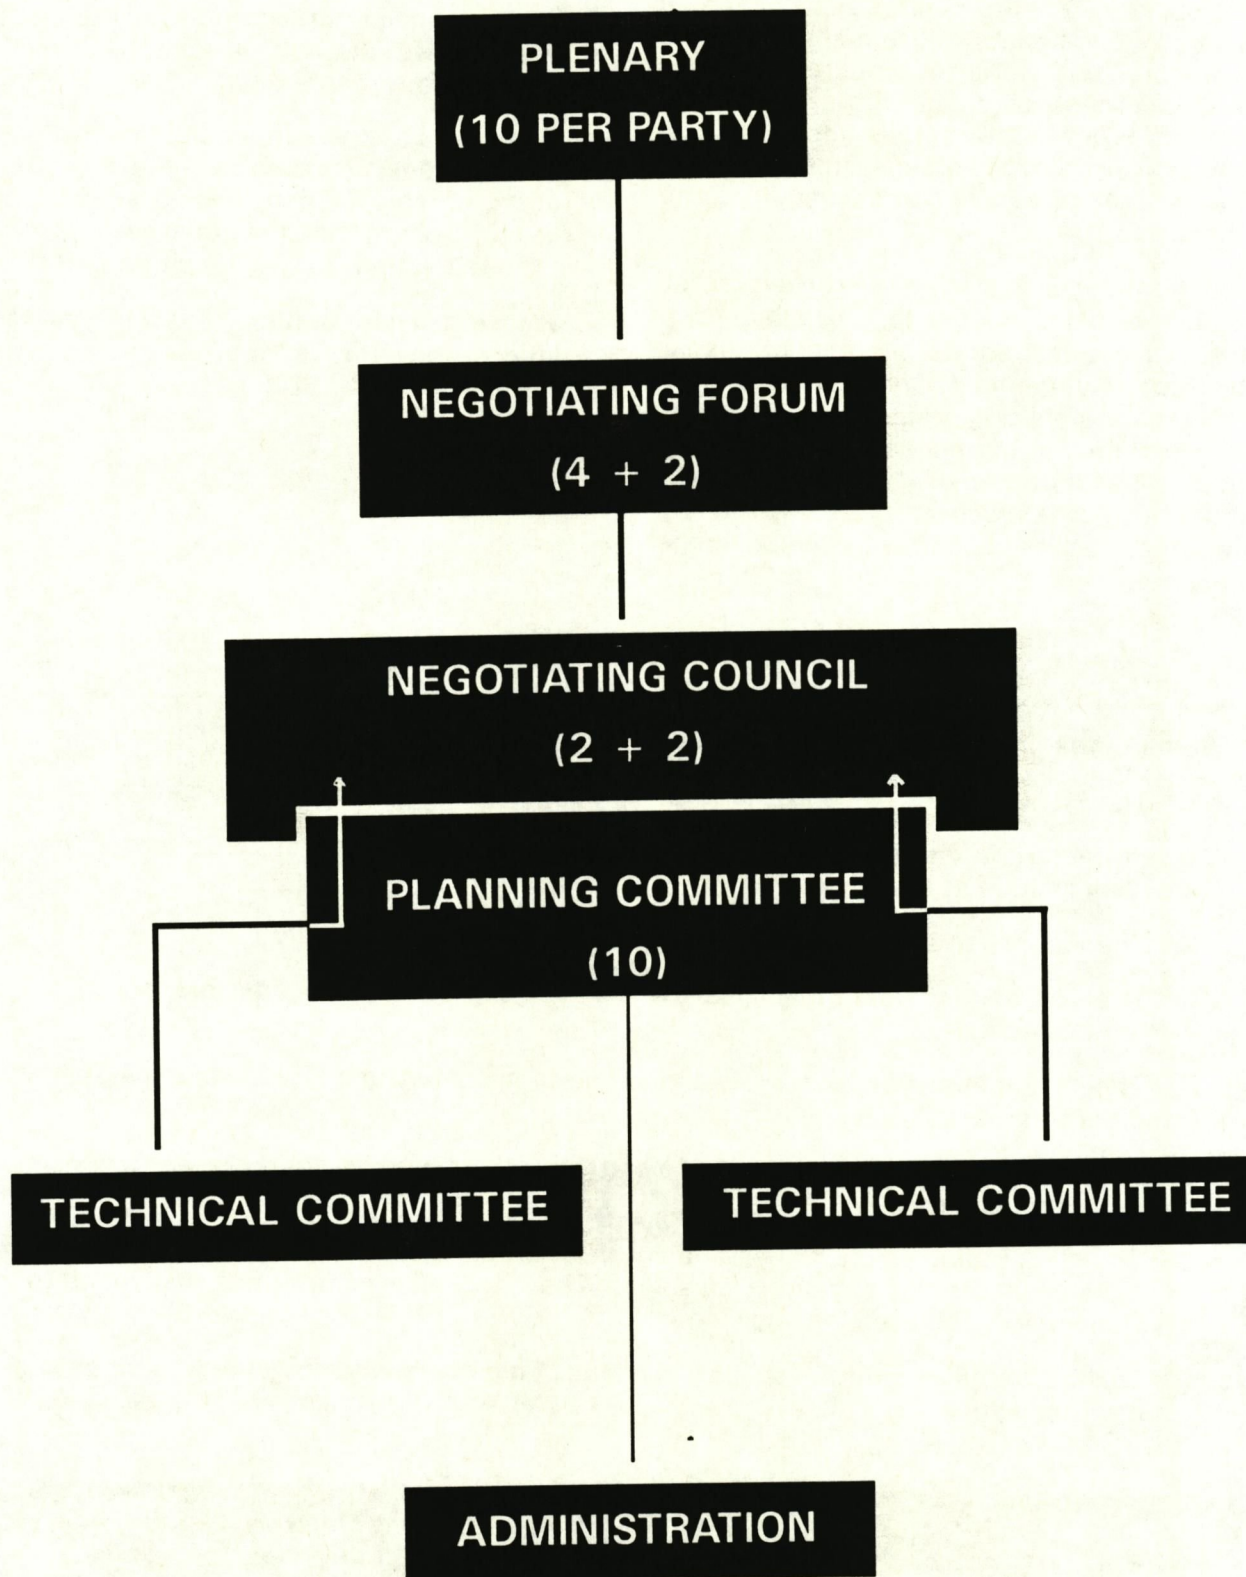 PLENARY
(10 PER PARTY)
NEGOTIATING FORUM
(4 + 2)
NEGOTIATING COUNCIL
(2 + 2)
PLANNING COMMITTEE
(10)
TECHNICAL COMMITTEE
TECHNICAL COMMITTEE
ADMINISTRATION